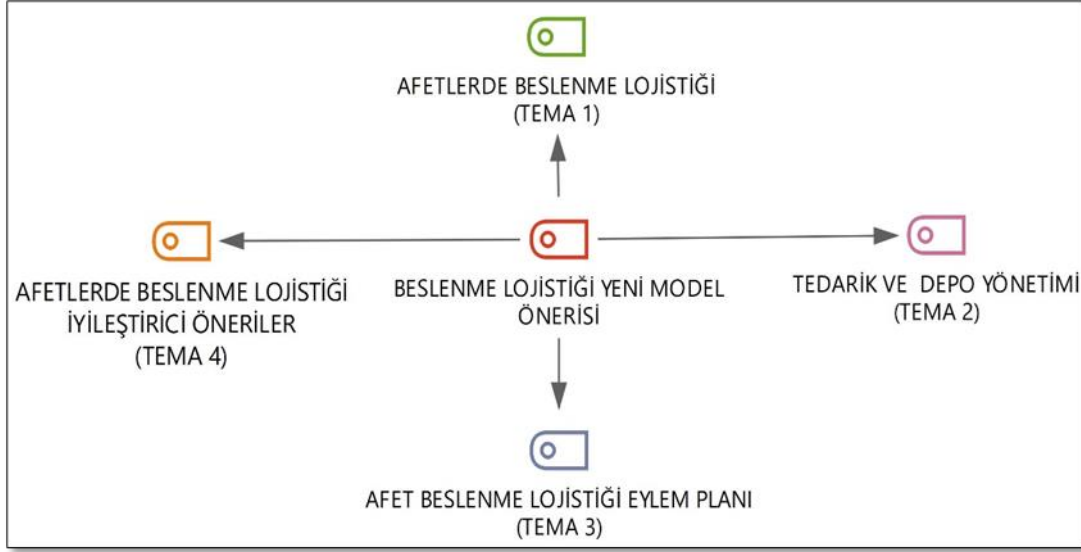 AFETLERDE BESLENME LOJİSTİĞİ
(TEMA 1)
AFETLERDE BESLENME LOJİSTİĞİ
İYİLEŞTİRİCİ ÖNERİLER
(TEMA 4)
BESLENME LOJİSTİĞİ YENİ MODEL
ÖNERİSİ
TEDARİK VE DEPO YÖNETİMİ
(TEMA 2)
AFET BESLENME LOJİSTİĞİ EYLEM PLANI
(TEMA 3)